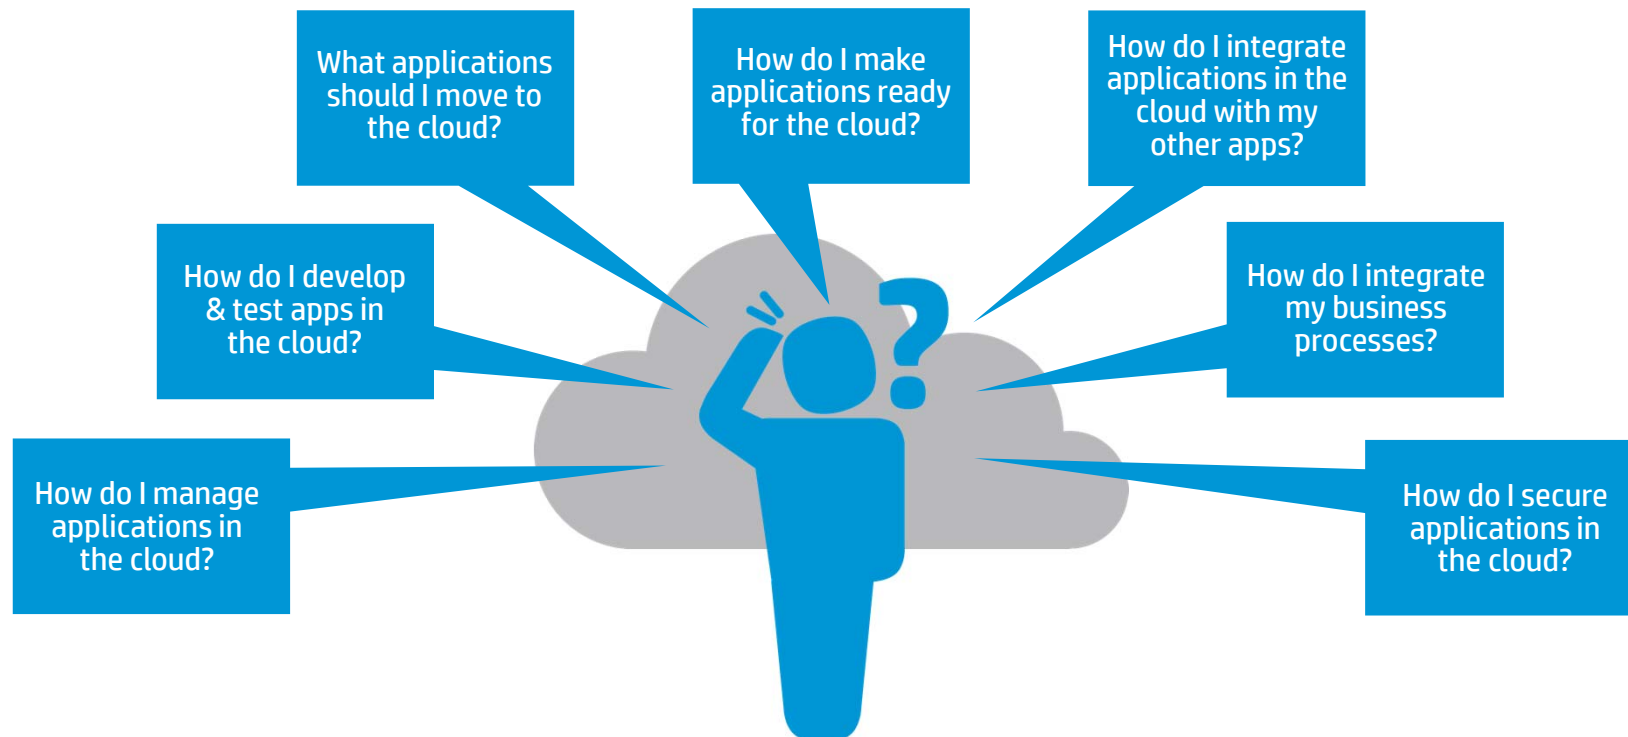 What applications
should I move to
the cloud?
How do I make
applications ready
for the cloud?
How do I integrate
applications in the
cloud with my
other apps?
How do I develop
& test apps in
the cloud?
How do I integrate
my business
processes?
How do I manage
applications in
the cloud?
How do I secure
applications in
the cloud?
?